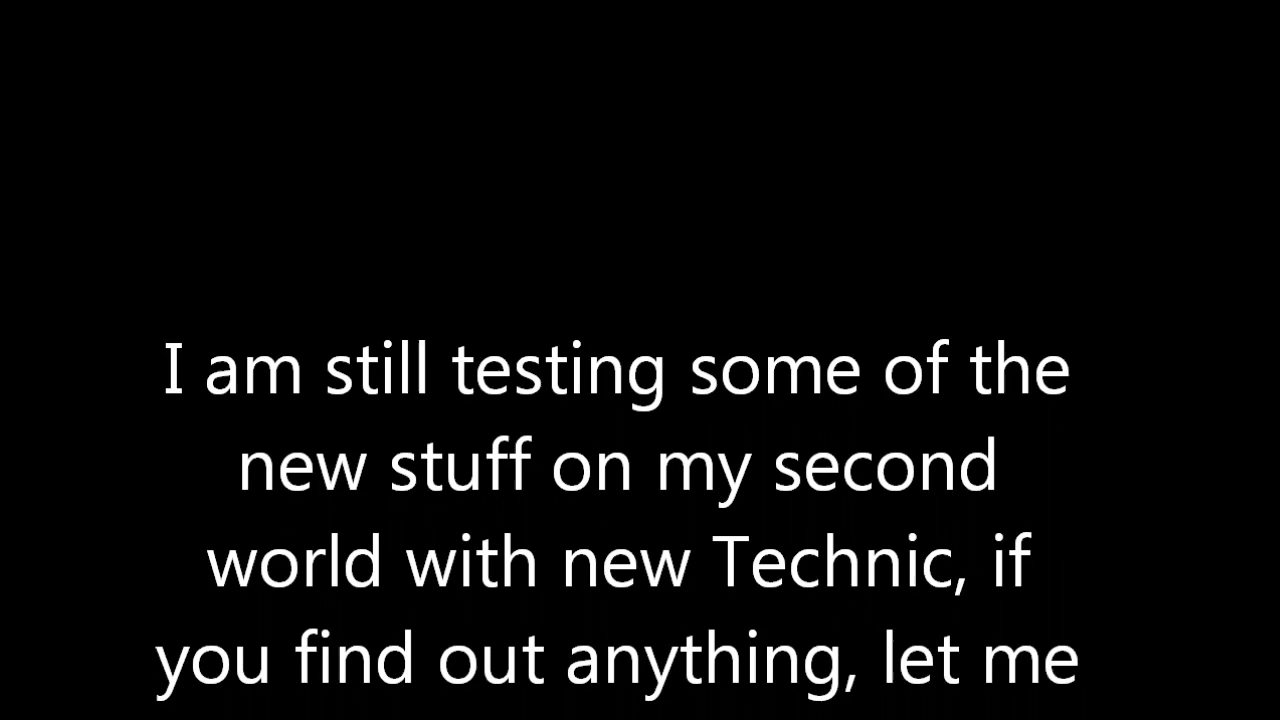 I am still testing some of the
new stuff on my second
world with new Technic, if
you find out anything, let me